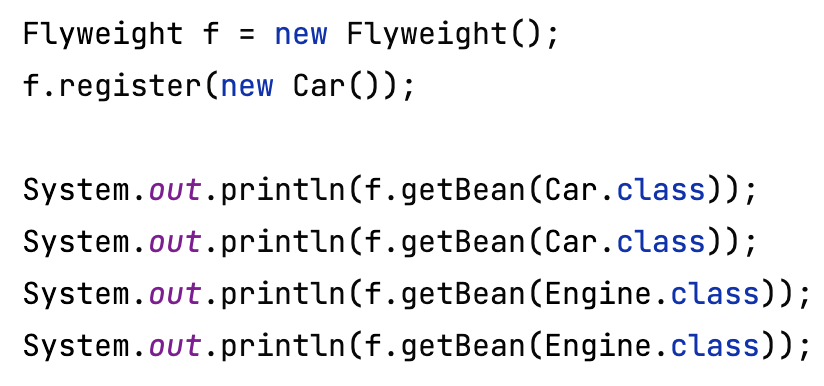 Flyweight f = new Flyweight();
f.register(new Car());
System.out.println(f.getBean(Car.class));
System.out.println(f.getBean(Car.class));
System.out.println(f.getBean(Engine.class));
System.out.println(f.getBean(Engine.class));